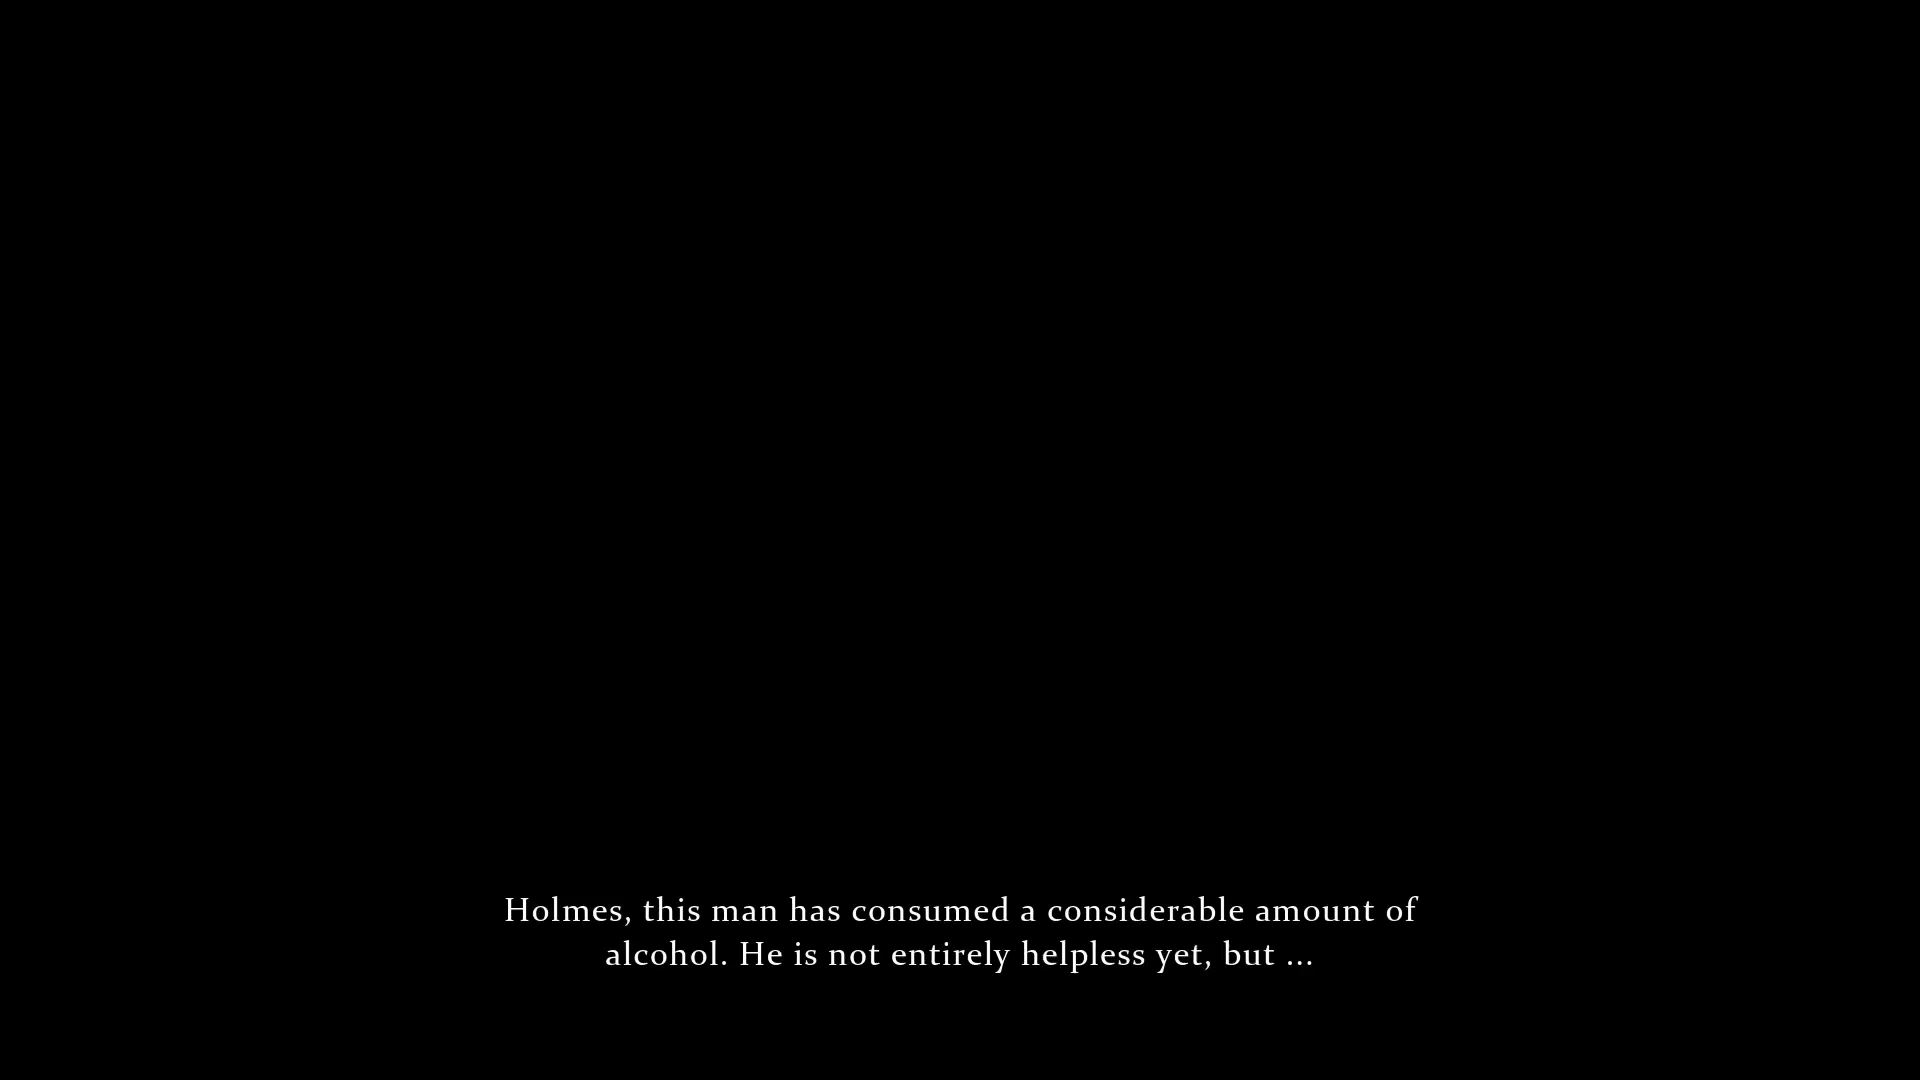 Holmes, this man has consumed a considerable amount of
alcohol. He is not entirely helpless yet, but ...